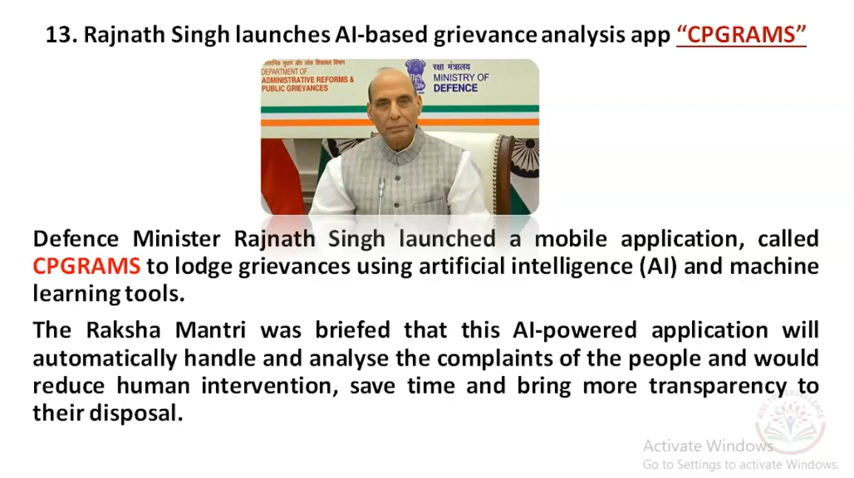 13. Rajnath Singh launches AI-based grievance analysis app “CPGRAMS”
रक्षा मंत्रालय
DEPARTMENT OF
ADMINISTRATIVE REFORMS &
PUBLIC GRIEVANCES
MINISTRY OF
DEFENCE
Defence Minister Rajnath Singh launched a mobile application, called
CPGRAMS to lodge grievances using artificial intelligence (AI) and machine
learning tools.
The Raksha Mantri was briefed that this AI-powered application will
automatically handle and analyse the complaints of the people and would
reduce human intervention, save time and bring more transparency to
their disposal.
Activate Windows
Go to Settings to activate Windows.